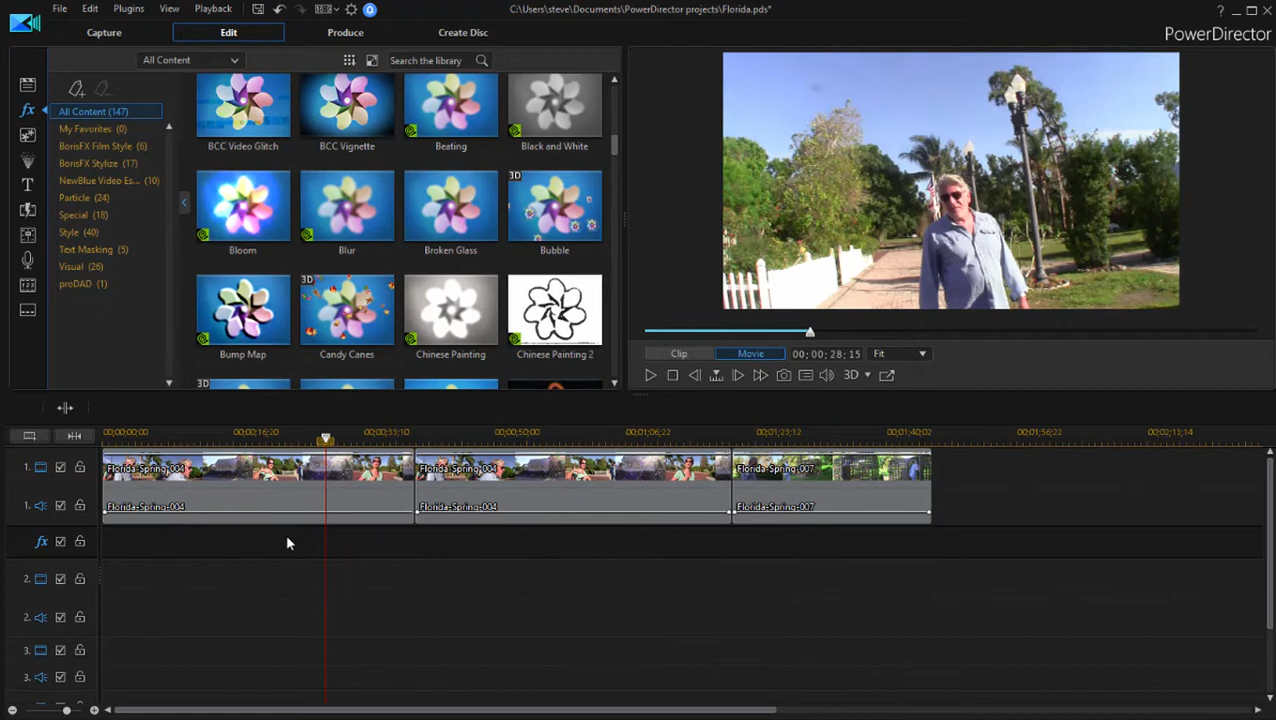 File Edit Plugins View Playback
C:\Users\steve\Documents\PowerDirector projects\Florida.pds*
?
Capture Edit Produce Create Disc
PowerDirector
All Content
Search the library
All Content (147)
My Favorites (0)
BorisFX Film Style (6)
BorisFX Stylize (17)
NewBlue Video Es... (10)
Particle (24)
Special (18)
Style (40)
Text Masking (5)
Visual (26)
proDAD (1)
BCC Video Glitch BCC Vignette Beating Black and White
3D
Bloom Blur Broken Glass Bubble
3D
Bump Map Candy Canes Chinese Painting Chinese Painting 2
3D
Clip Movie 00; 00; 28; 15 Fit
3D
00;00;00;00 00;00;16;20 00;00;33;10 00;00;50;00 00;01;06;22 00;01;23;12 00;01;40;02 00;01;56;22 00;02;13;14
1. Florida-Spring-004 Florida-Spring-004 Florida-Spring-007
1. Florida-Spring-004 Florida-Spring-004 Florida-Spring-007
fx
2.
2.
3.
3.